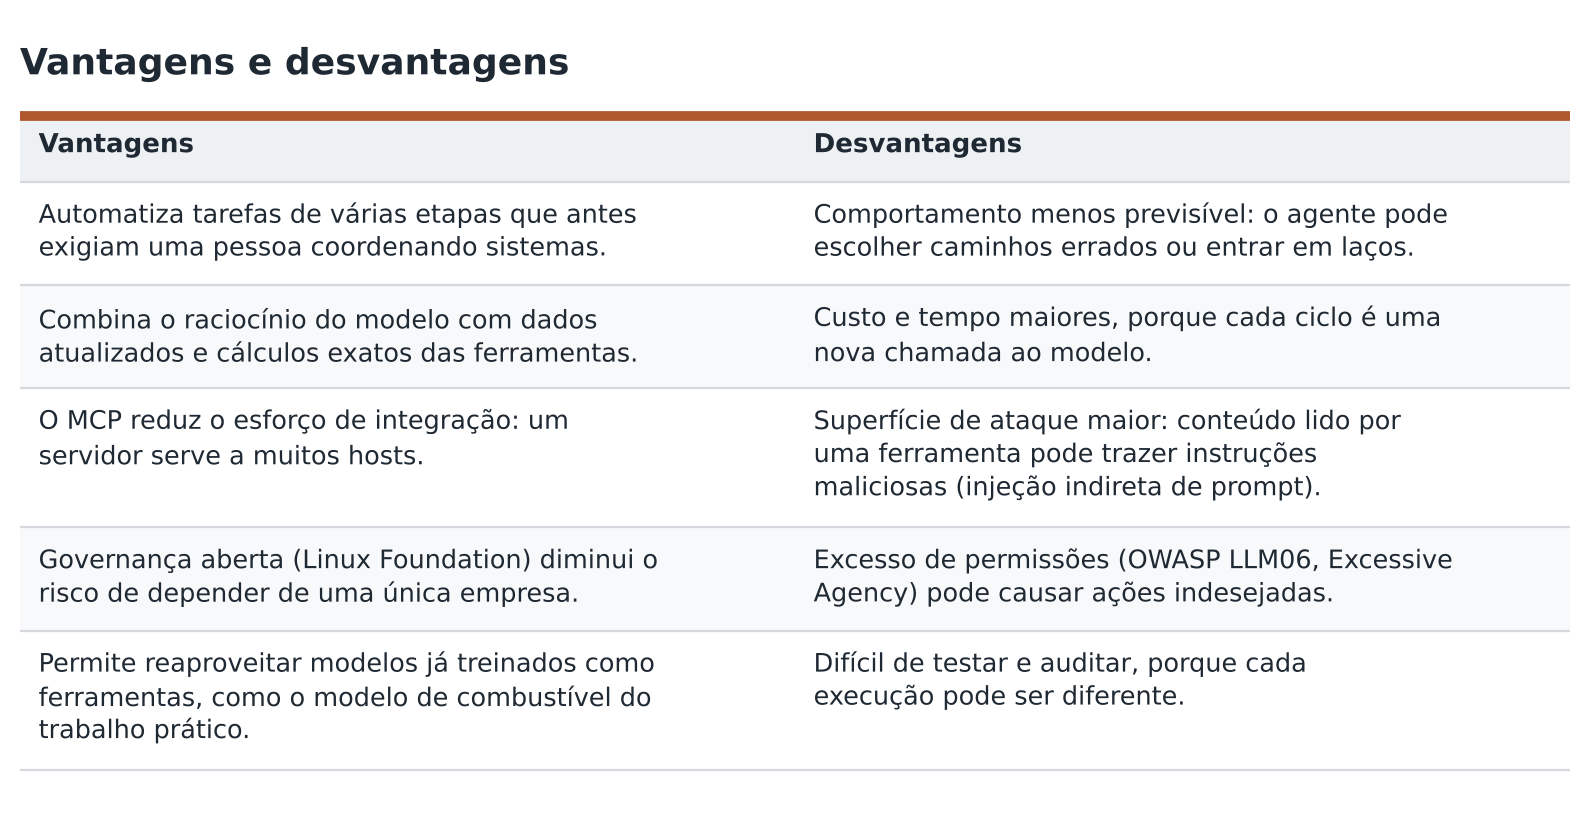 Vantagens e desvantagens
Vantagens
Desvantagens
Automatiza tarefas de várias etapas que antes
exigiam uma pessoa coordenando sistemas.
Comportamento menos previsível: o agente pode
escolher caminhos errados ou entrar em laços.
Combina o raciocínio do modelo com dados
atualizados e cálculos exatos das ferramentas.
Custo e tempo maiores, porque cada ciclo é uma
nova chamada ao modelo.
O MCP reduz o esforço de integração: um
servidor serve a muitos hosts.
Superfície de ataque maior: conteúdo lido por
uma ferramenta pode trazer instruções
maliciosas (injeção indireta de prompt).
Governança aberta (Linux Foundation) diminui o
risco de depender de uma única empresa.
Excesso de permissões (OWASP LLM06, Excessive
Agency) pode causar ações indesejadas.
Permite reaproveitar modelos já treinados como
ferramentas, como o modelo de combustível do
trabalho prático.
Difícil de testar e auditar, porque cada
execução pode ser diferente.